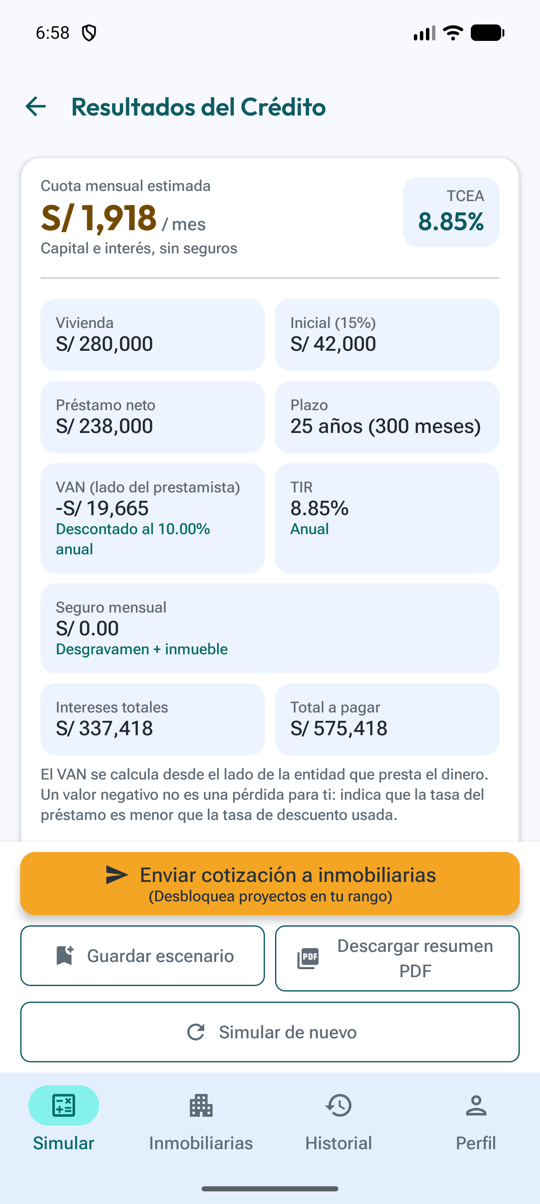 6:58
Resultados del Crédito
Cuota mensual estimada
S/ 1,918 / mes
Capital e interés, sin seguros
TCEA
8.85%
Vivienda
S/ 280,000
Inicial (15%)
S/ 42,000
Préstamo neto
S/ 238,000
Plazo
25 años (300 meses)
VAN (lado del prestamista)
-S/ 19,665
Descontado al 10.00%
anual
TIR
8.85%
Anual
Seguro mensual
S/ 0.00
Desgravamen + inmueble
Intereses totales
S/ 337,418
Total a pagar
S/ 575,418
El VAN se calcula desde el lado de la entidad que presta el dinero.
Un valor negativo no es una pérdida para ti: indica que la tasa del
préstamo es menor que la tasa de descuento usada.
Enviar cotización a inmobiliarias
(Desbloquea proyectos en tu rango)
Guardar escenario
PDF
Descargar resumen
PDF
Simular de nuevo
Simular
Inmobiliarias
Historial
Perfil